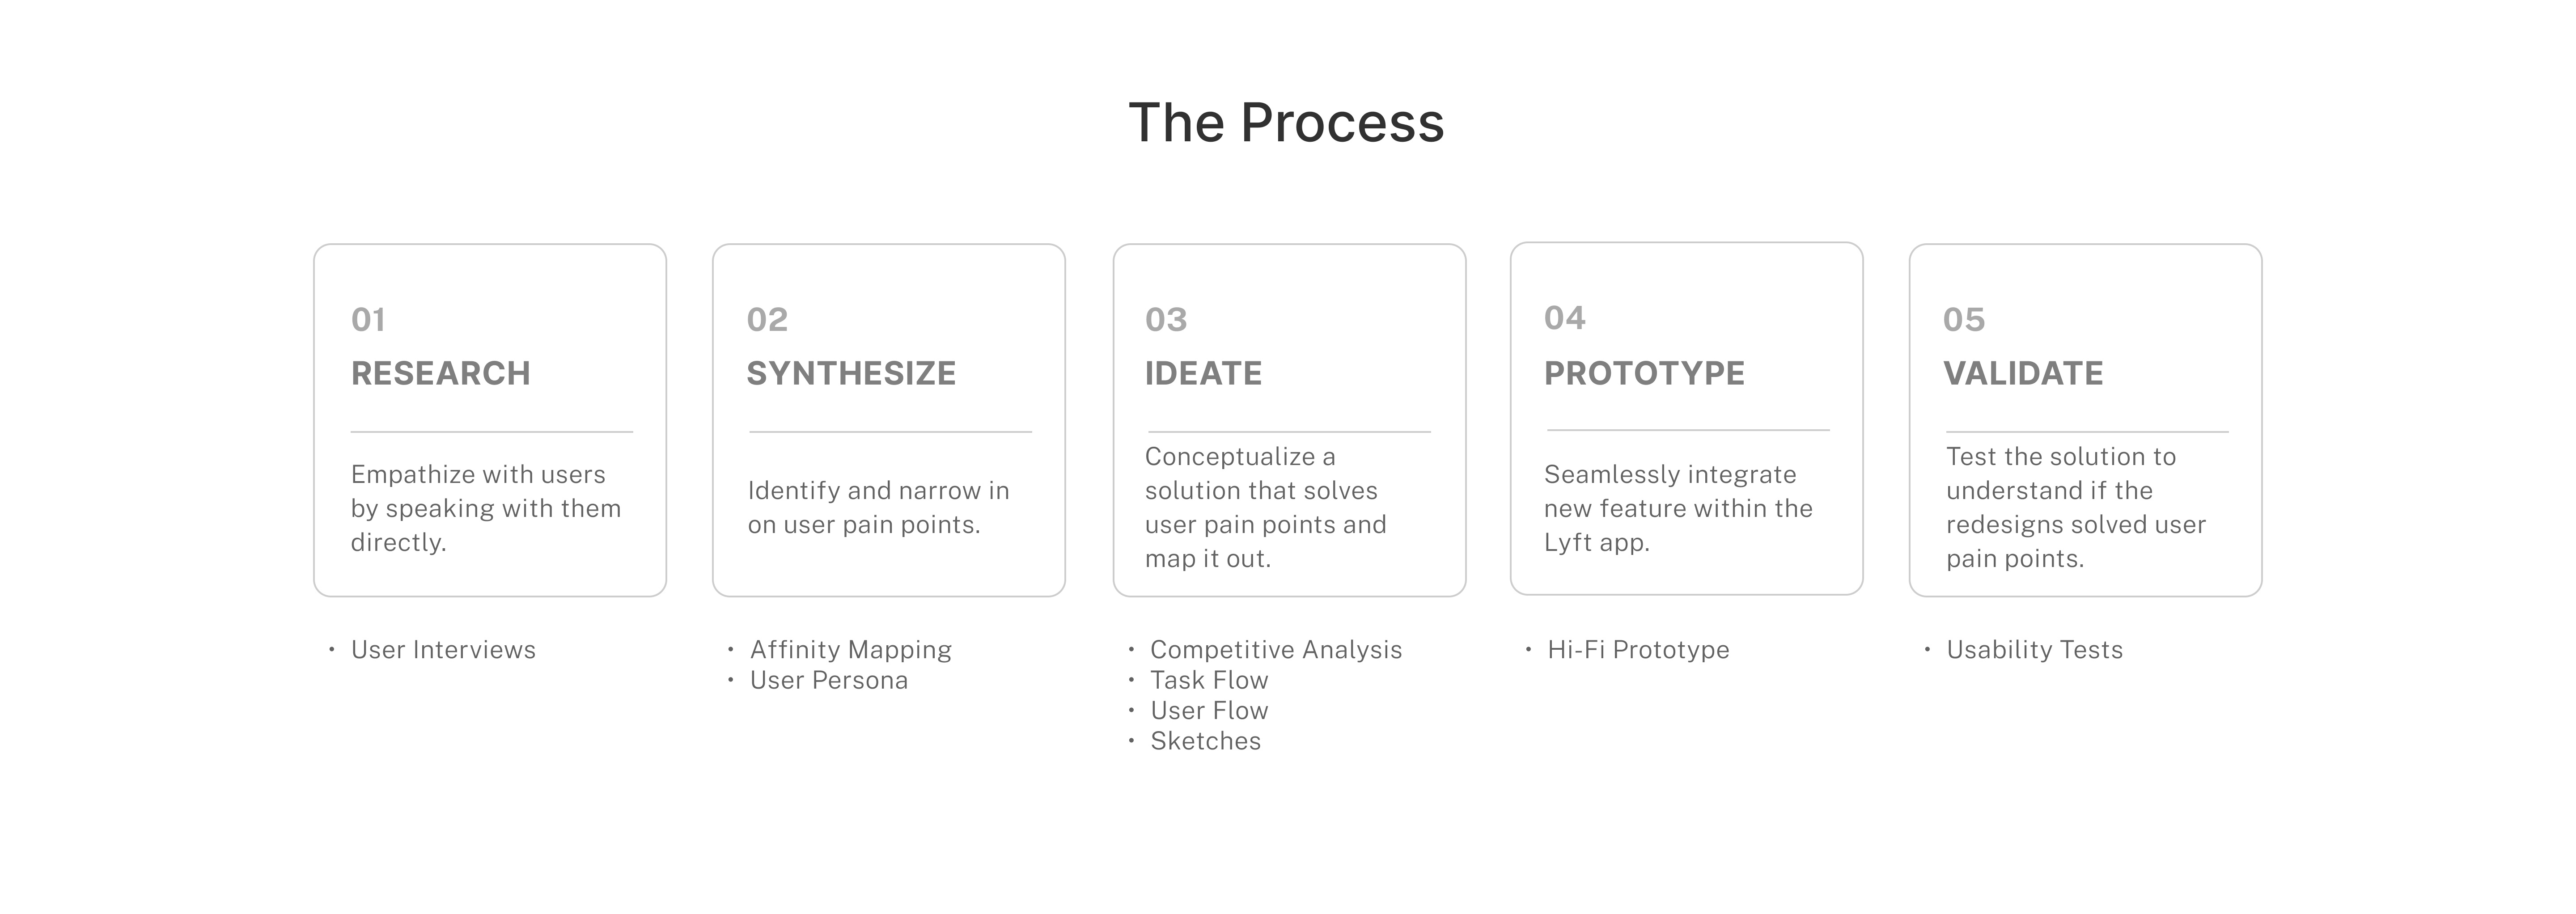 The Process
01
RESEARCH
Empathize with users
by speaking with them
directly.
• User Interviews
02
SYNTHESIZE
Identify and narrow in
on user pain points.
• Affinity Mapping
• User Persona
03
IDEATE
Conceptualize a
solution that solves
user pain points and
map it out.
• Competitive Analysis
• Task Flow
• User Flow
• Sketches
04
PROTOTYPE
Seamlessly integrate
new feature within the
Lyft app.
• Hi-Fi Prototype
05
VALIDATE
Test the solution to
understand if the
redesigns solved user
pain points.
• Usability Tests